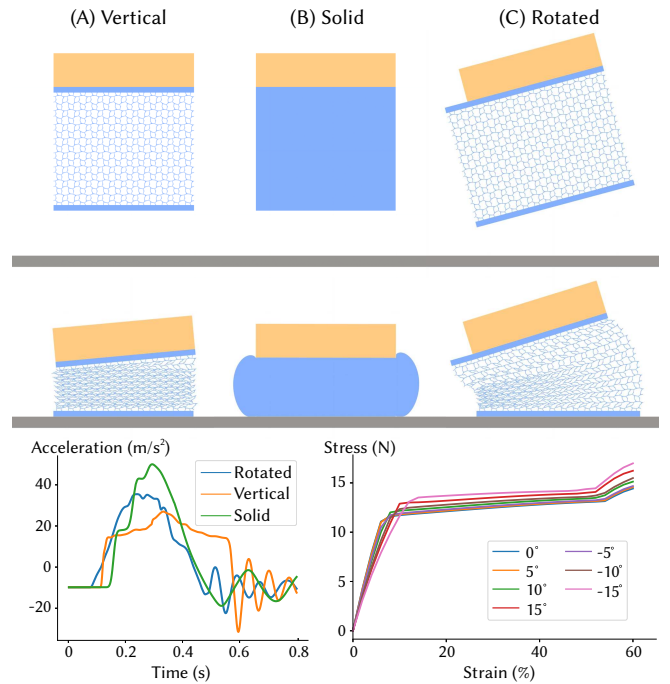 (A) Vertical (B) Solid (C) Rotated
Acceleration (m/s²)
Rotated
Vertical
Solid
40
20
0
−20
0 0.2 0.4 0.6 0.8
Time (s)
Stress (N)
15
10
5
0
0° -5°
5° -10°
10° -15°
15°
0 20 40 60
Strain (%)